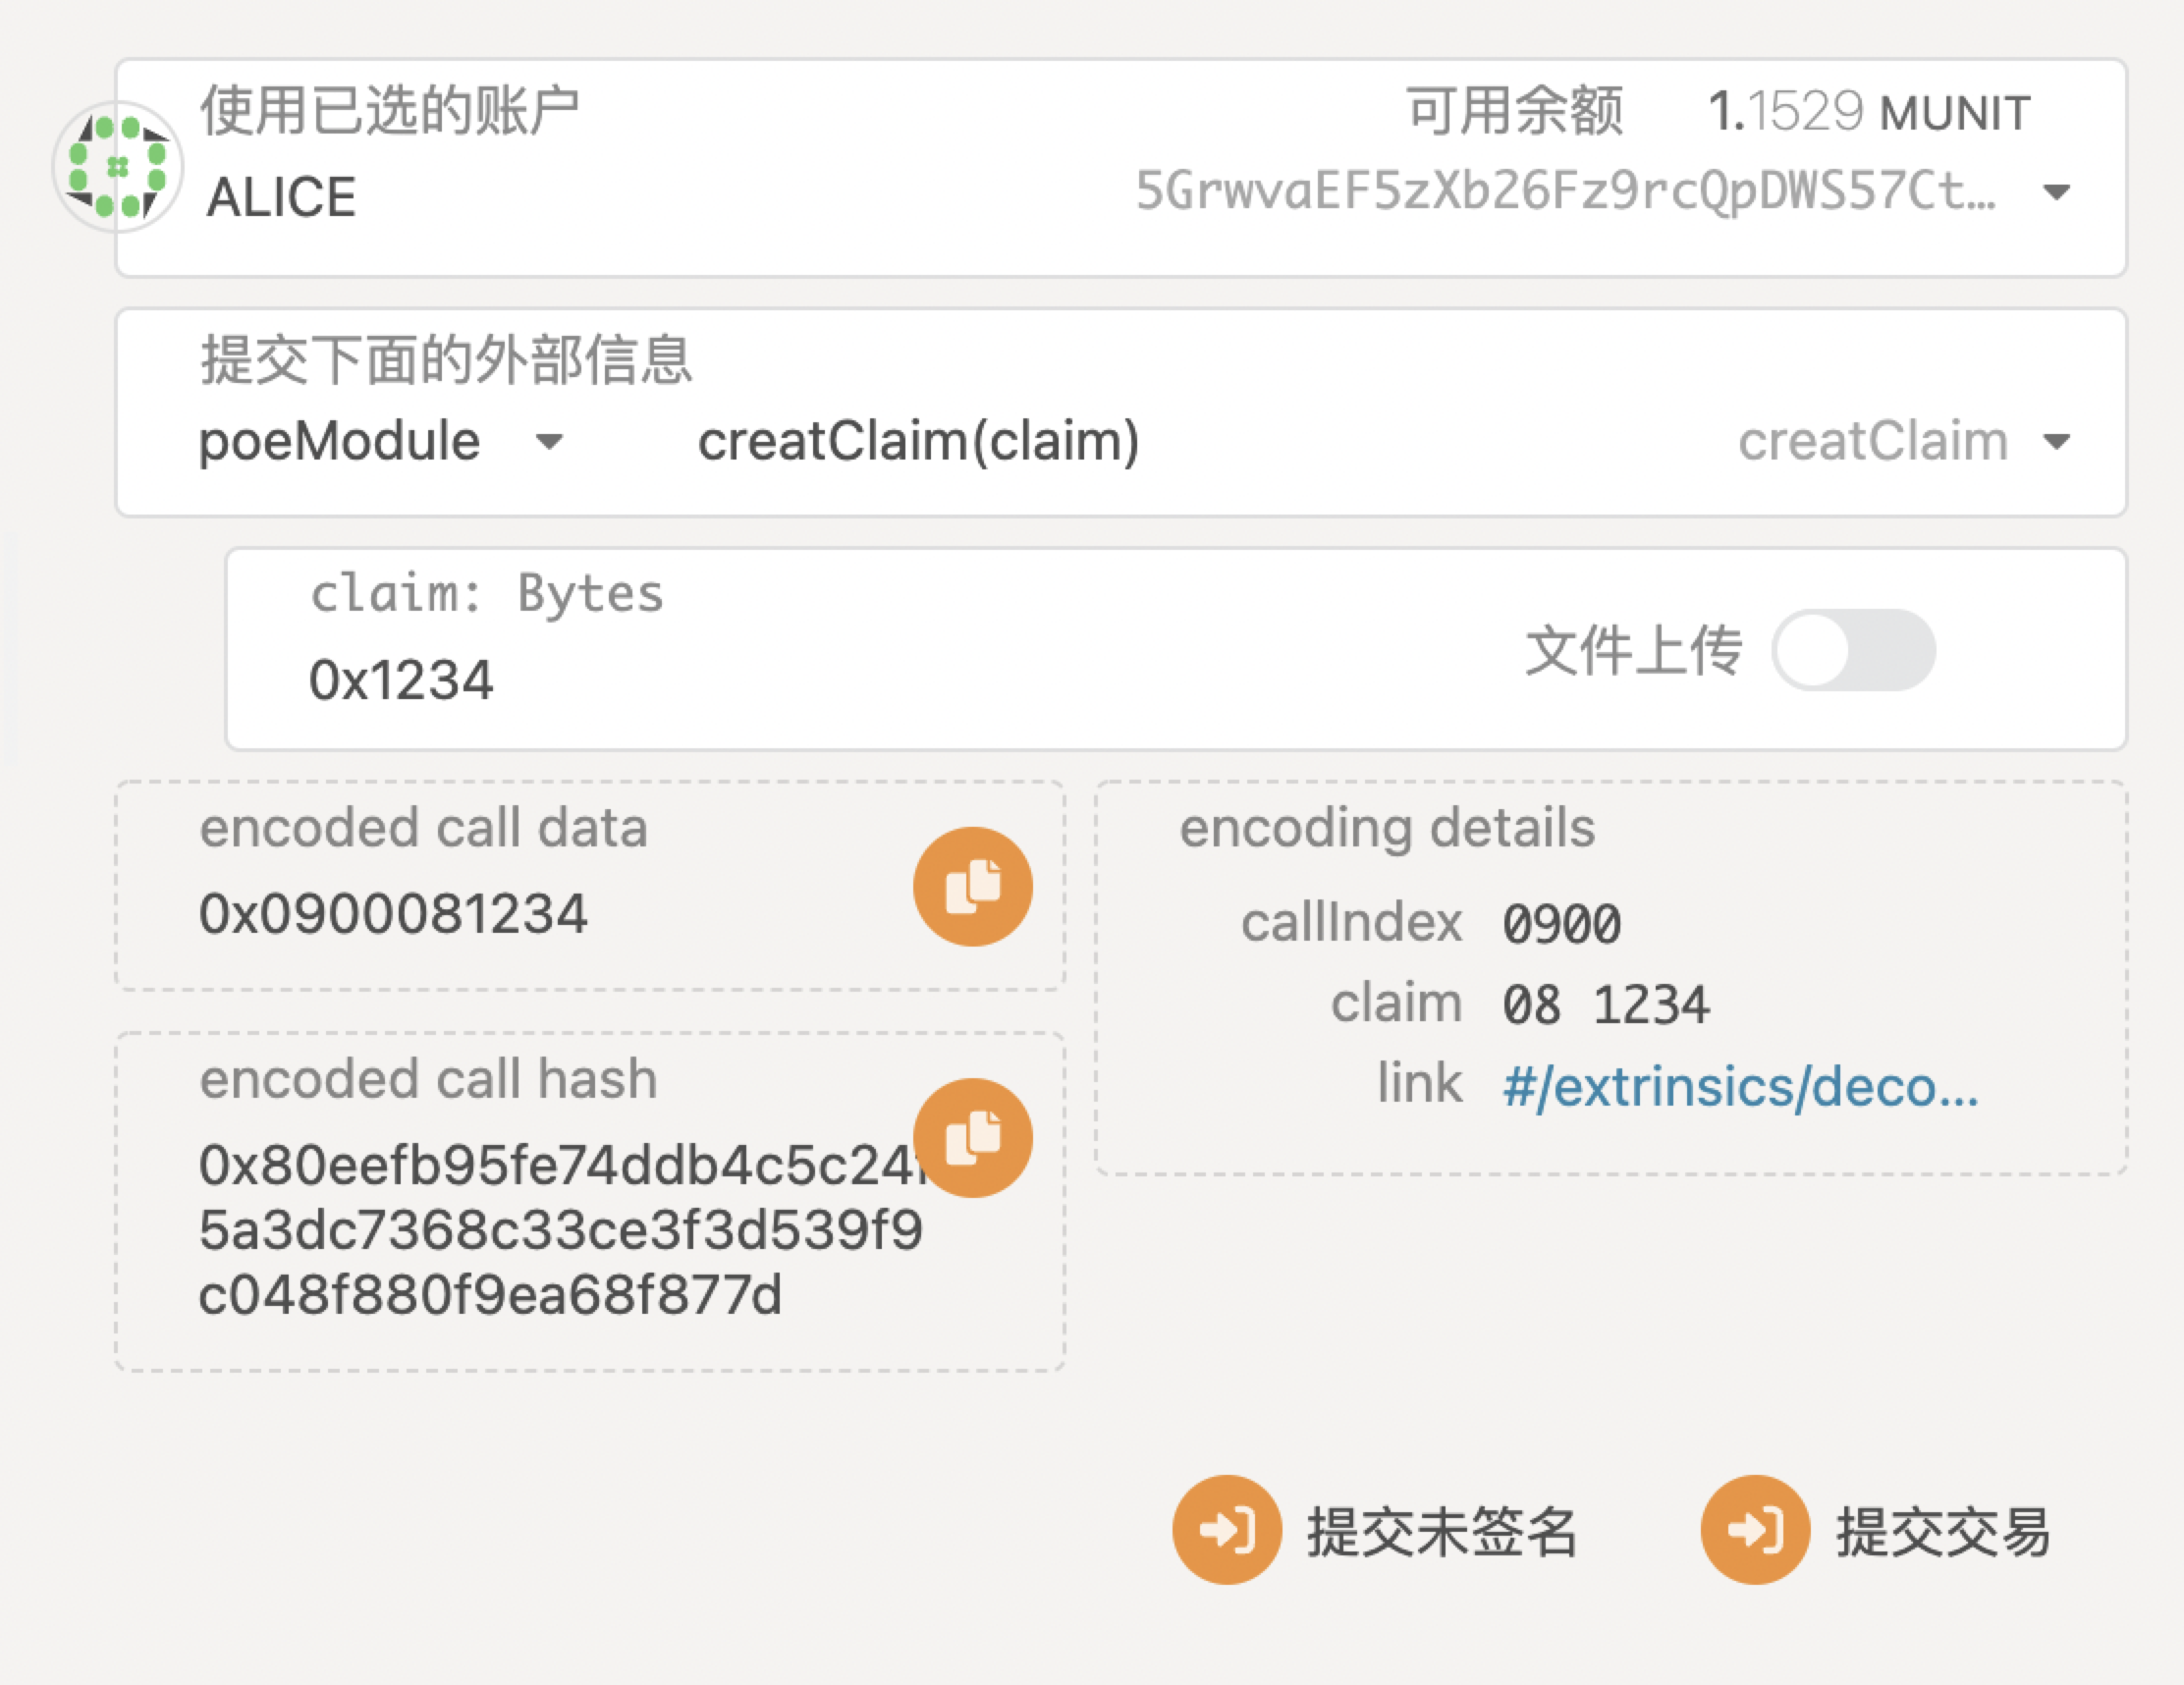 使用已选的账户
可用余额 1.1529 MUNIT
ALICE
5GrwvaEF5zXb26Fz9rcQpDWS57Ct...
提交下面的外部信息
poeModule
creatClaim(claim)
creatClaim
claim: Bytes
0x1234
文件上传
encoded call data
0x0900081234
encoding details
callIndex 0900
claim 08 1234
link #/extrinsics/deco...
encoded call hash
0x80eefb95fe74ddb4c5c24
5a3dc7368c33ce3f3d539f9
c048f880f9ea68f877d
提交未签名
提交交易